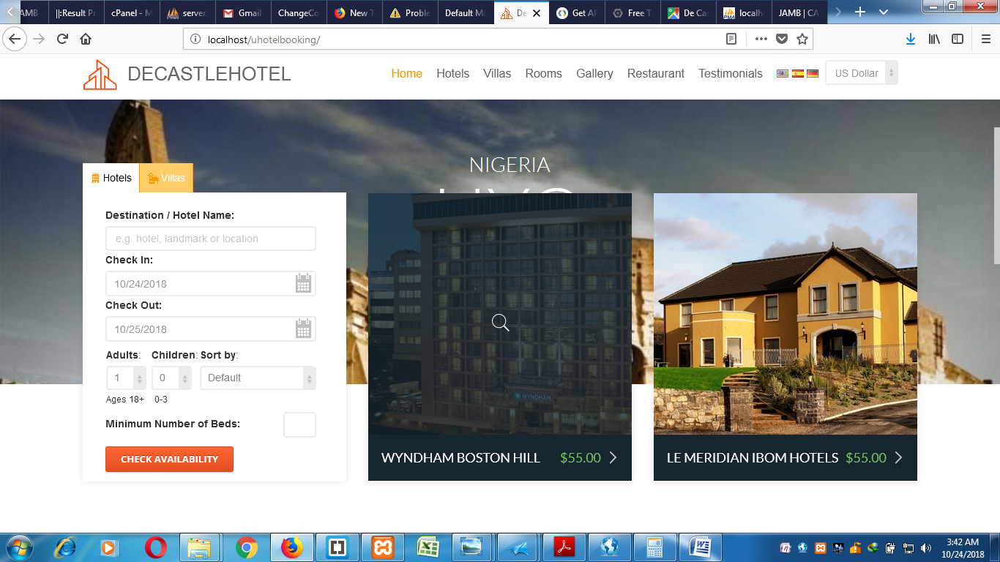 AMB
||:Result P
cPanel - M
server
Gmail
ChangeCo
New T
Proble
Default Ma
De
Get AP
Free T
De Ca
localh
JAMB | CA
localhost/uhotelbooking/
DECASTLEHOTEL
Home Hotels Villas Rooms Gallery Restaurant Testimonials US Dollar
NIGERIA
Hotels Villas
Destination / Hotel Name:
e.g. hotel, landmark or location
Check In:
10/24/2018
Check Out:
10/25/2018
Adults: Children: Sort by:
1 0 Default
Ages 18+ 0-3
Minimum Number of Beds:
CHECK AVAILABILITY
WYNDHAM
WYNDHAM BOSTON HILL $55.00
LE MERIDIAN IBOM HOTELS $55.00
3:42 AM
10/24/2018